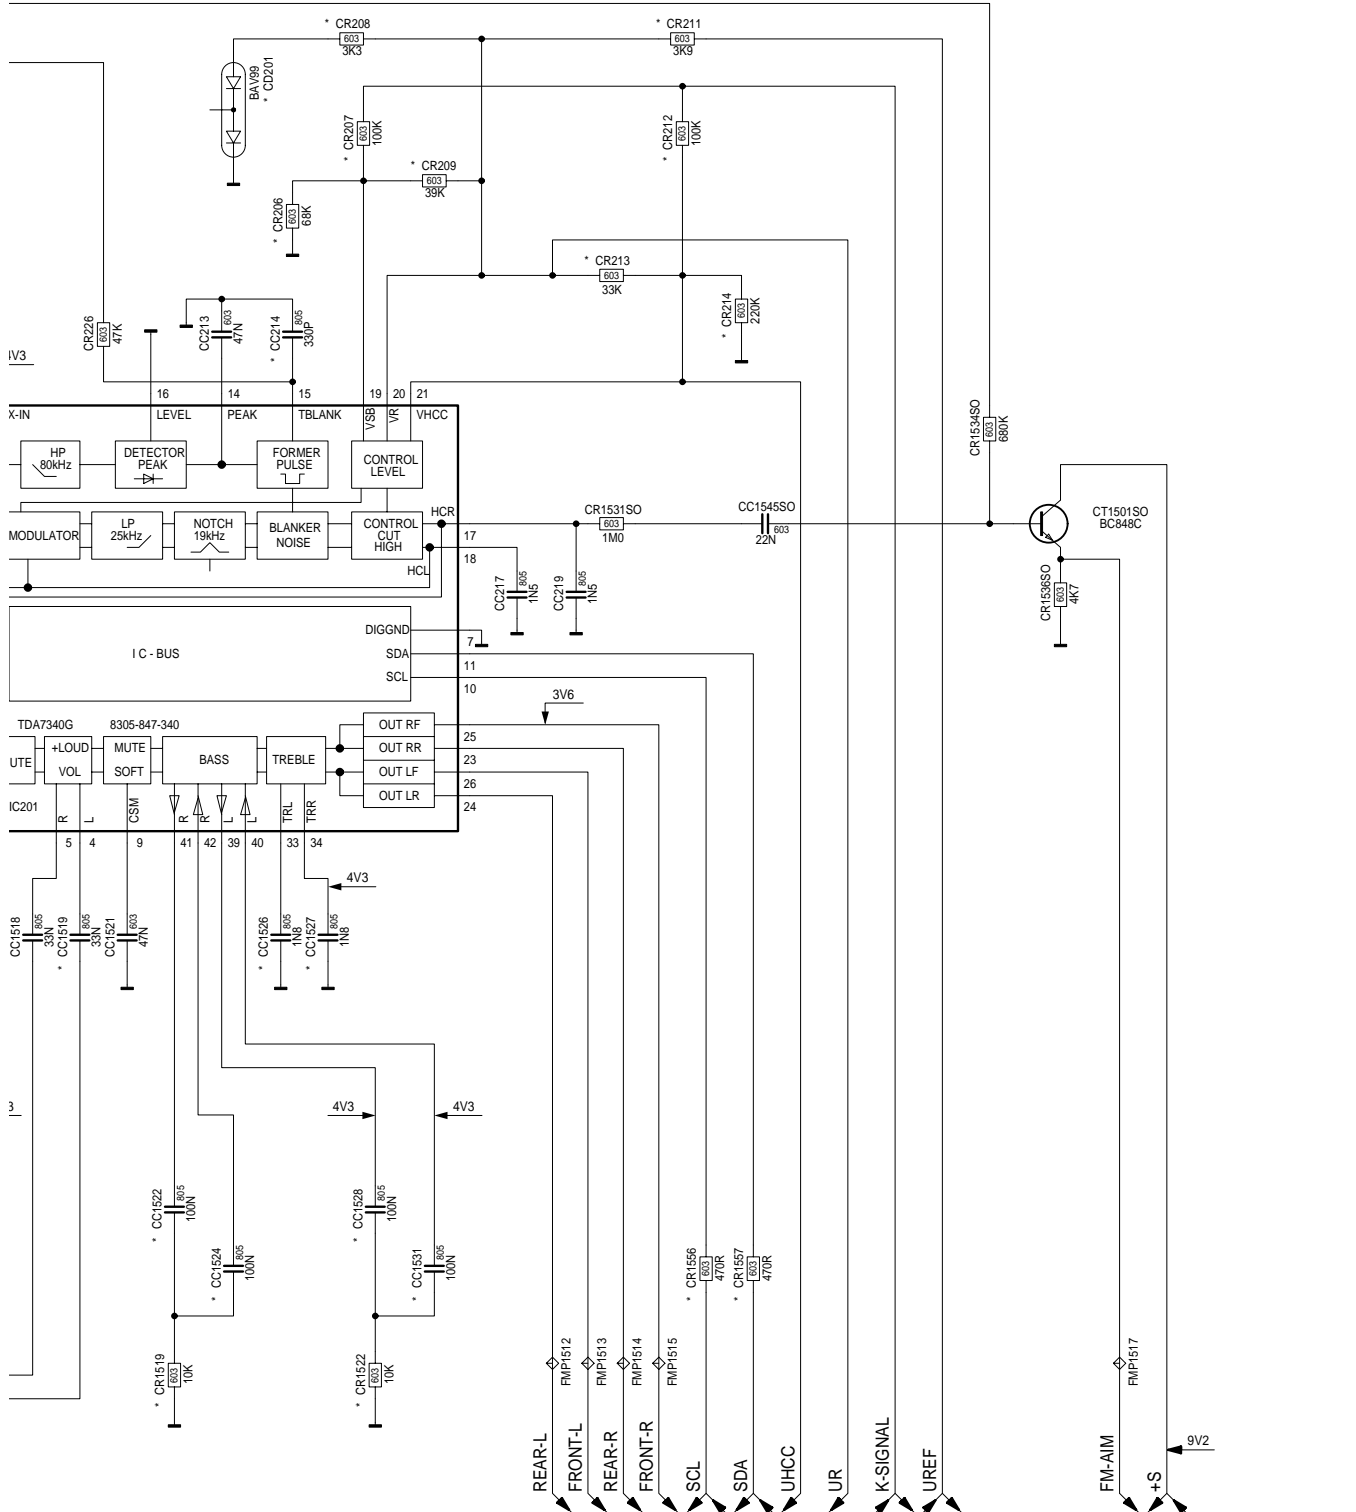 * CR208
603
3K3
* CR211
603
3K9
BAV99
* CD201
* CR207
603
100K
* CR212
603
100K
* CR209
603
39K
* CR206
603
68K
* CR213
603
33K
* CR214
603
220K
CR226
603
47K
CC213
603
47N
* CC214
805
330P
4V3
16
14
15
19
20
21
X-IN
LEVEL
PEAK
TBLANK
VSB
VR
VHCC
HP
80kHz
DETECTOR
PEAK
FORMER
PULSE
CONTROL
LEVEL
CR1534SO
603
680K
MODULATOR
LP
25kHz
NOTCH
19kHz
BLANKER
NOISE
CONTROL
CUT
HIGH
HCR
17
18
HCL
CR1531SO
603
1M0
CC1545SO
603
22N
CT1501SO
BC848C
CC217
805
1N5
CC219
805
1N5
CR1536SO
603
4K7
I C - BUS
DIGGND
7
SDA
11
SCL
10
3V6
TDA7340G
8305-847-340
UTE
+LOUD
VOL
MUTE
SOFT
BASS
TREBLE
OUT RF
25
OUT RR
23
OUT LF
26
OUT LR
24
IC201
R
L
CSM
R
R
L
L
TRL
TRR
5
4
9
41
42
39
40
33
34
4V3
CC1518
805
33N
* CC1519
805
33N
CC1521
603
47N
* CC1526
805
1N8
* CC1527
805
1N8
3
4V3
4V3
* CC1522
805
100N
* CC1524
805
100N
* CC1528
805
100N
* CC1531
805
100N
* CR1556
603
470R
* CR1557
603
470R
* CR1519
603
10K
* CR1522
603
10K
FMP1512
FMP1513
FMP1514
FMP1515
FMP1517
9V2
REAR-L
FRONT-L
REAR-R
FRONT-R
SCL
SDA
UHCC
UR
K-SIGNAL
UREF
FM-AIM
+S